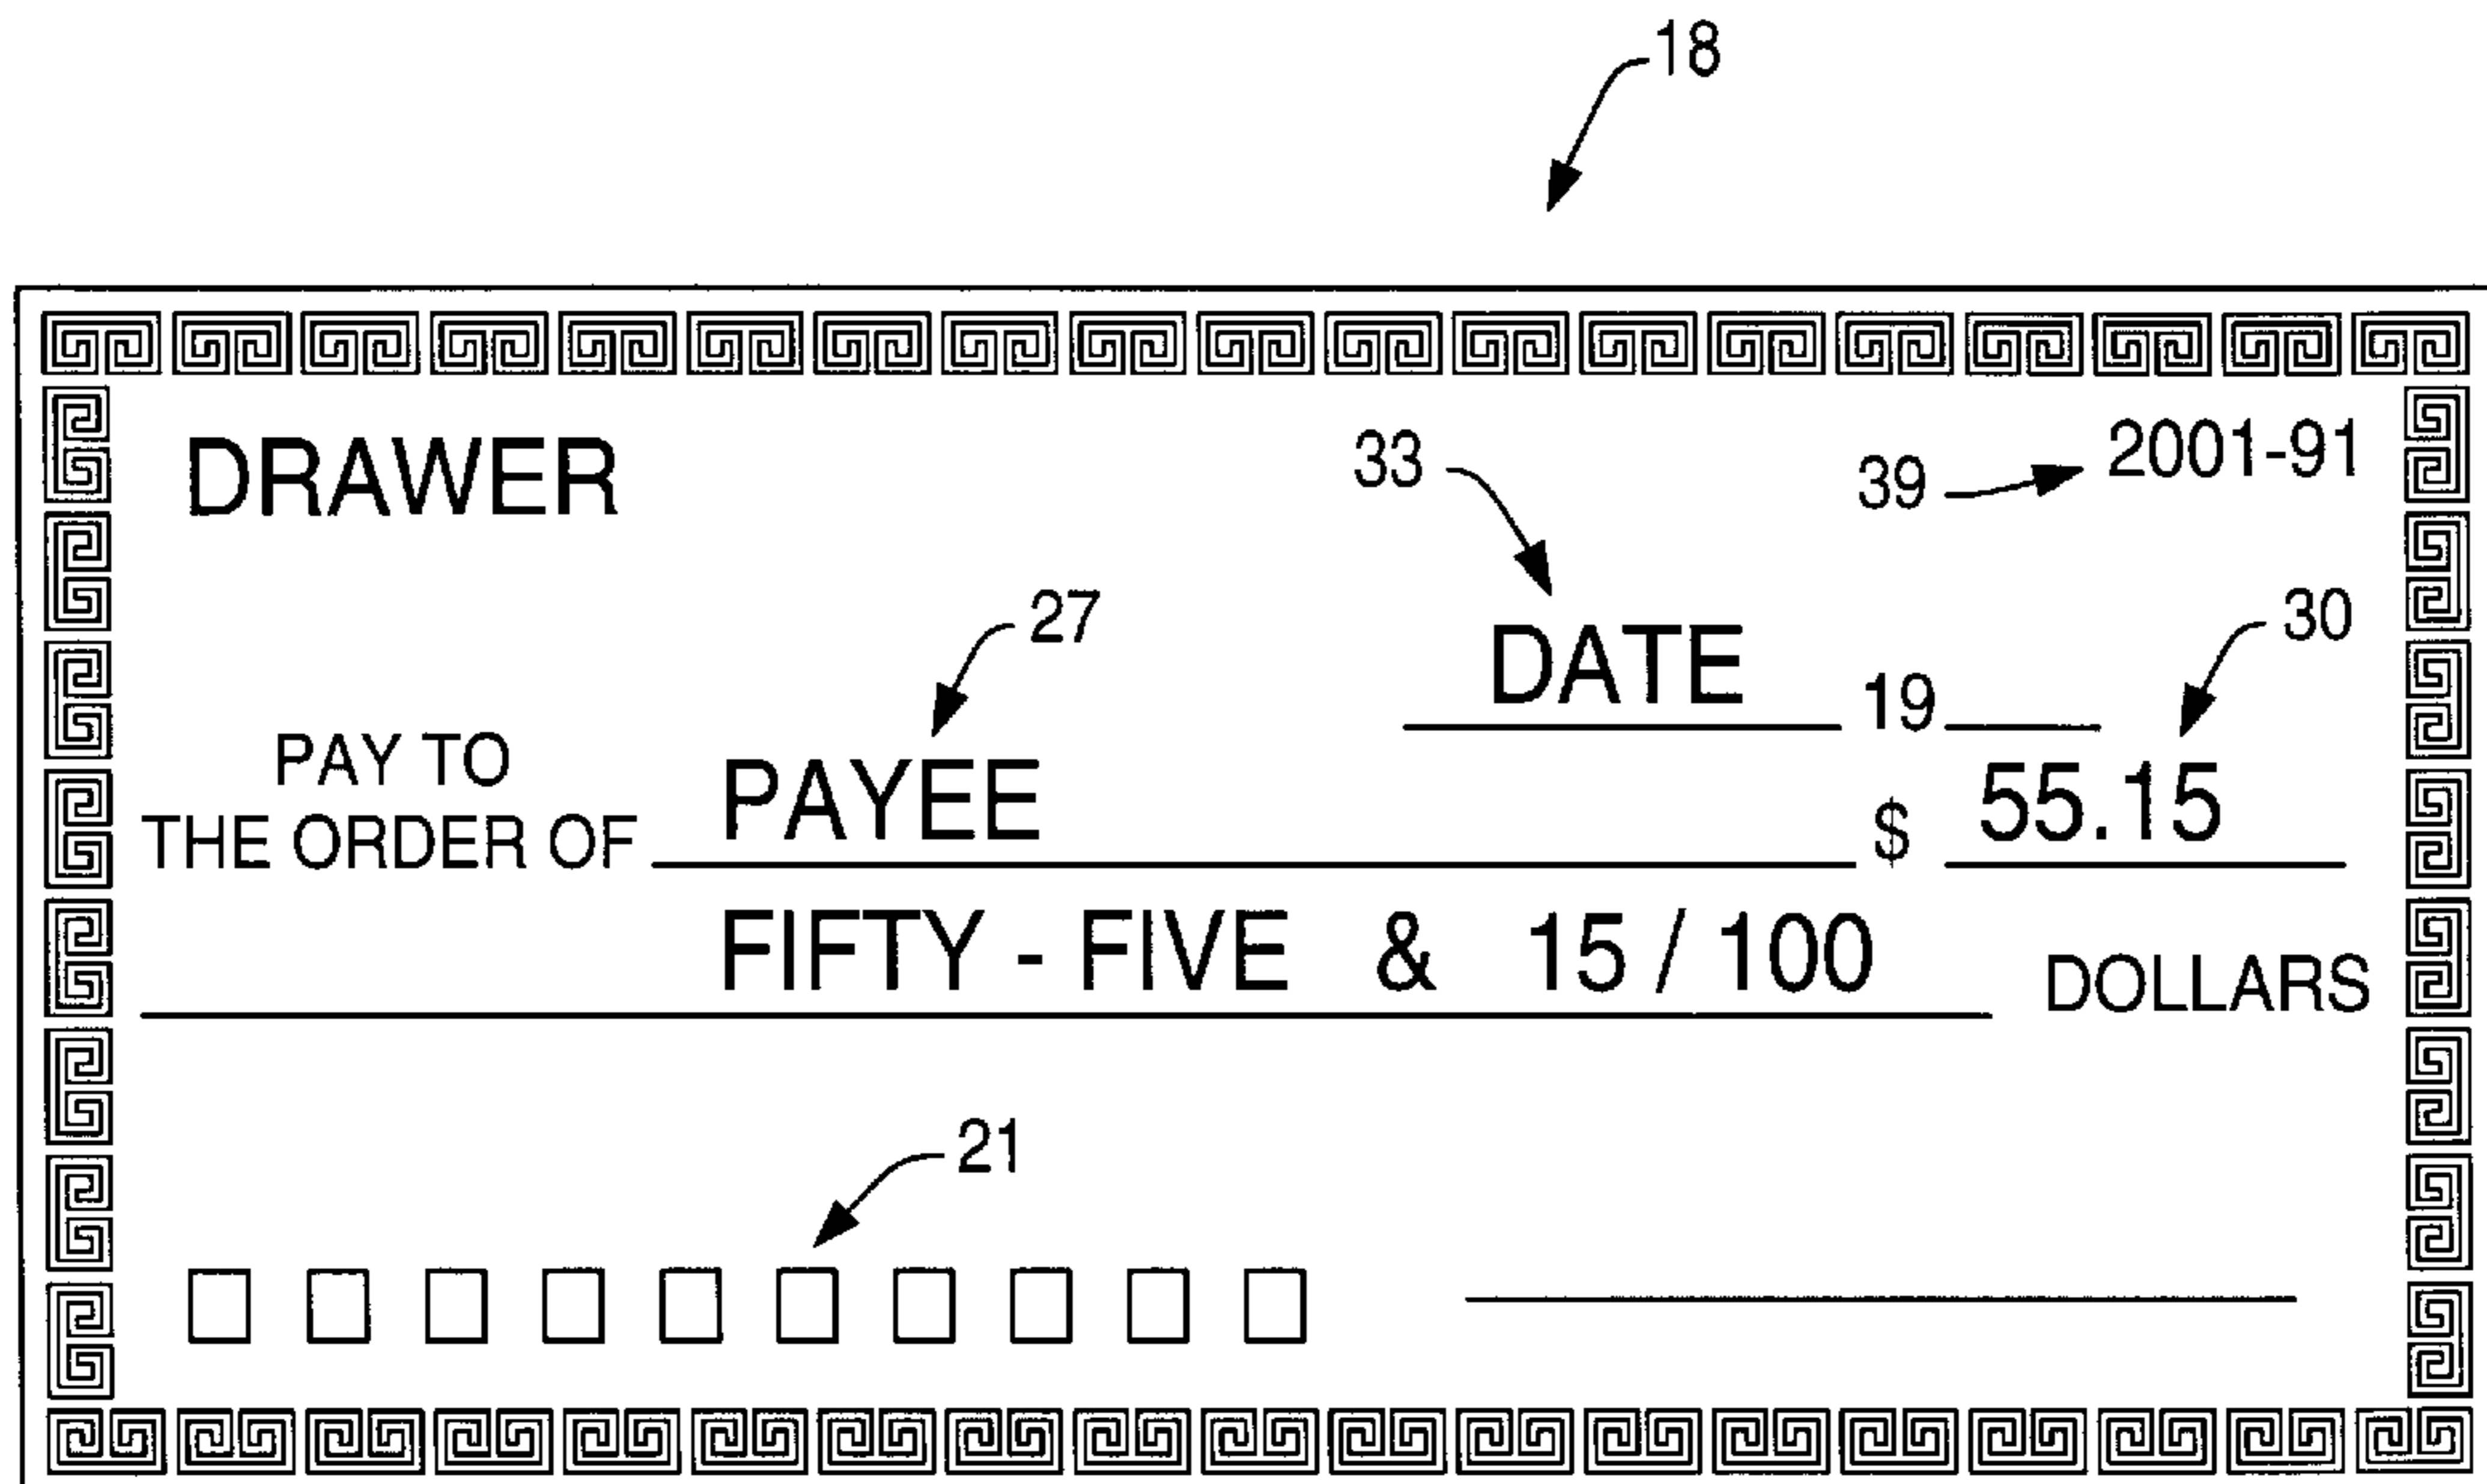 18
DRAWER 33 39 2001-91
27 DATE 19 30
PAY TO
THE ORDER OF PAYEE $ 55.15
FIFTY - FIVE & 15 / 100 DOLLARS
21